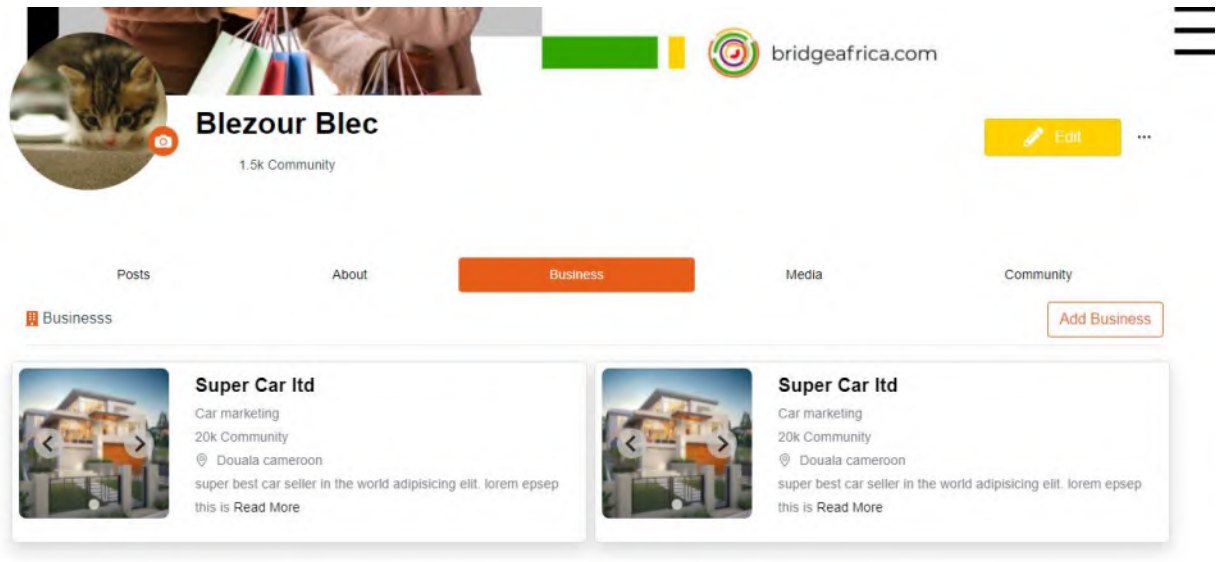 bridgeafrica.com
Blezour Blec
Edit
...
1.5k Community
Posts
About
Business
Media
Community
Businesss
Add Business
Super Car ltd
Car marketing
20k Community
Douala cameroon
super best car seller in the world adipisicing elit. lorem epsep
this is Read More
Super Car ltd
Car marketing
20k Community
Douala cameroon
super best car seller in the world adipisicing elit. lorem epsep
this is Read More